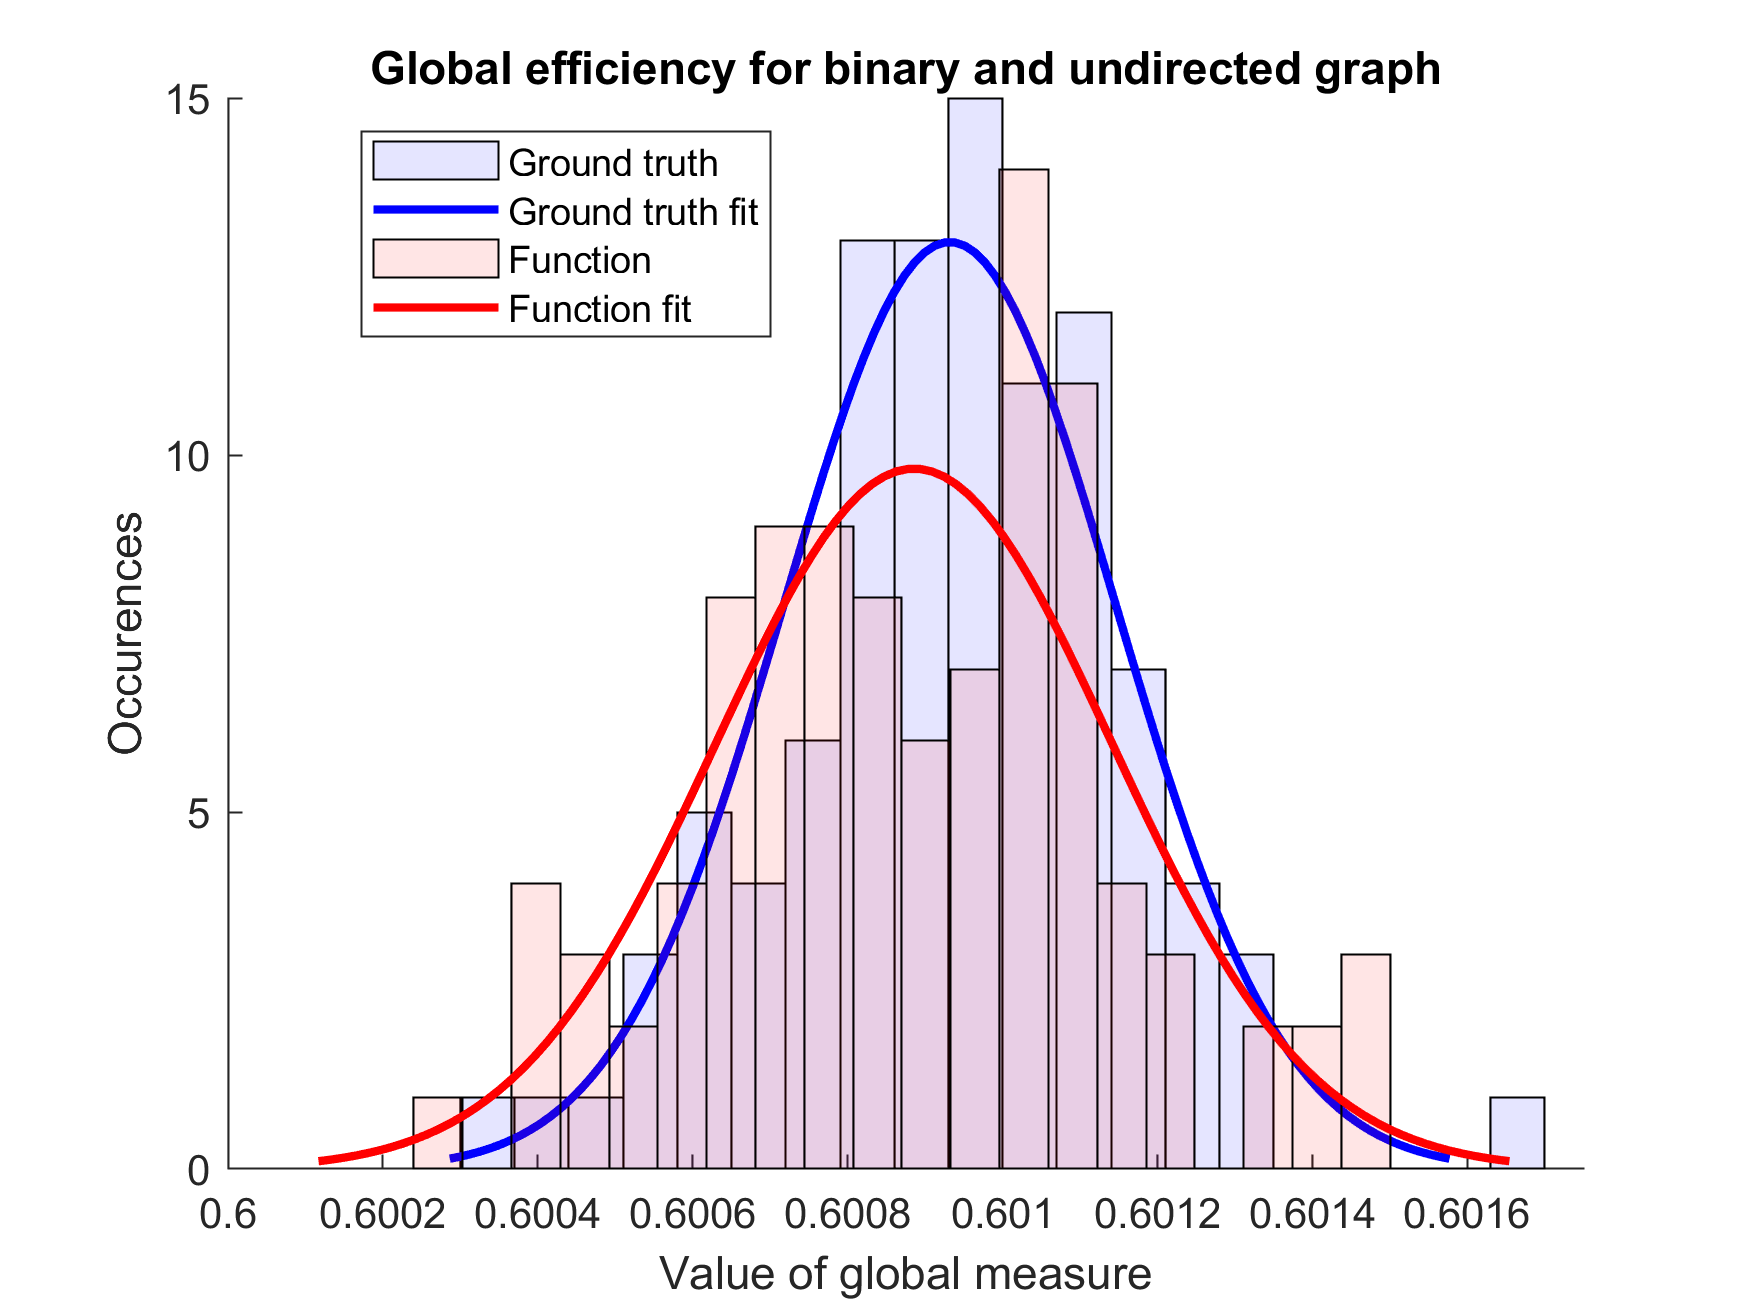 Global efficiency for binary and undirected graph
15
10
5
0
Occurences
Ground truth
Ground truth fit
Function
Function fit
0.6 0.6002 0.6004 0.6006 0.6008 0.601 0.6012 0.6014 0.6016
Value of global measure